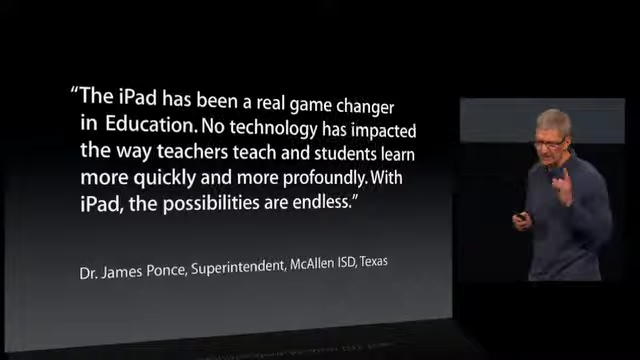 “The iPad has been a real game changer
in Education. No technology has impacted
the way teachers teach and students learn
more quickly and more profoundly. With
iPad, the possibilities are endless.”
Dr. James Ponce, Superintendent, McAllen ISD, Texas